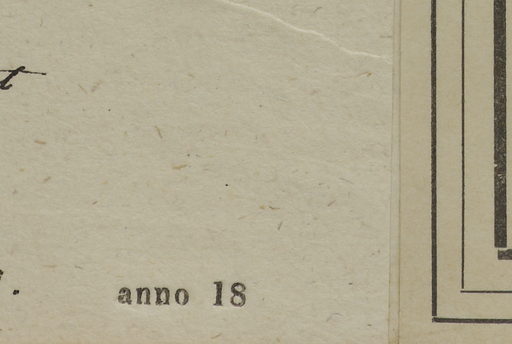 t
.
anno 18